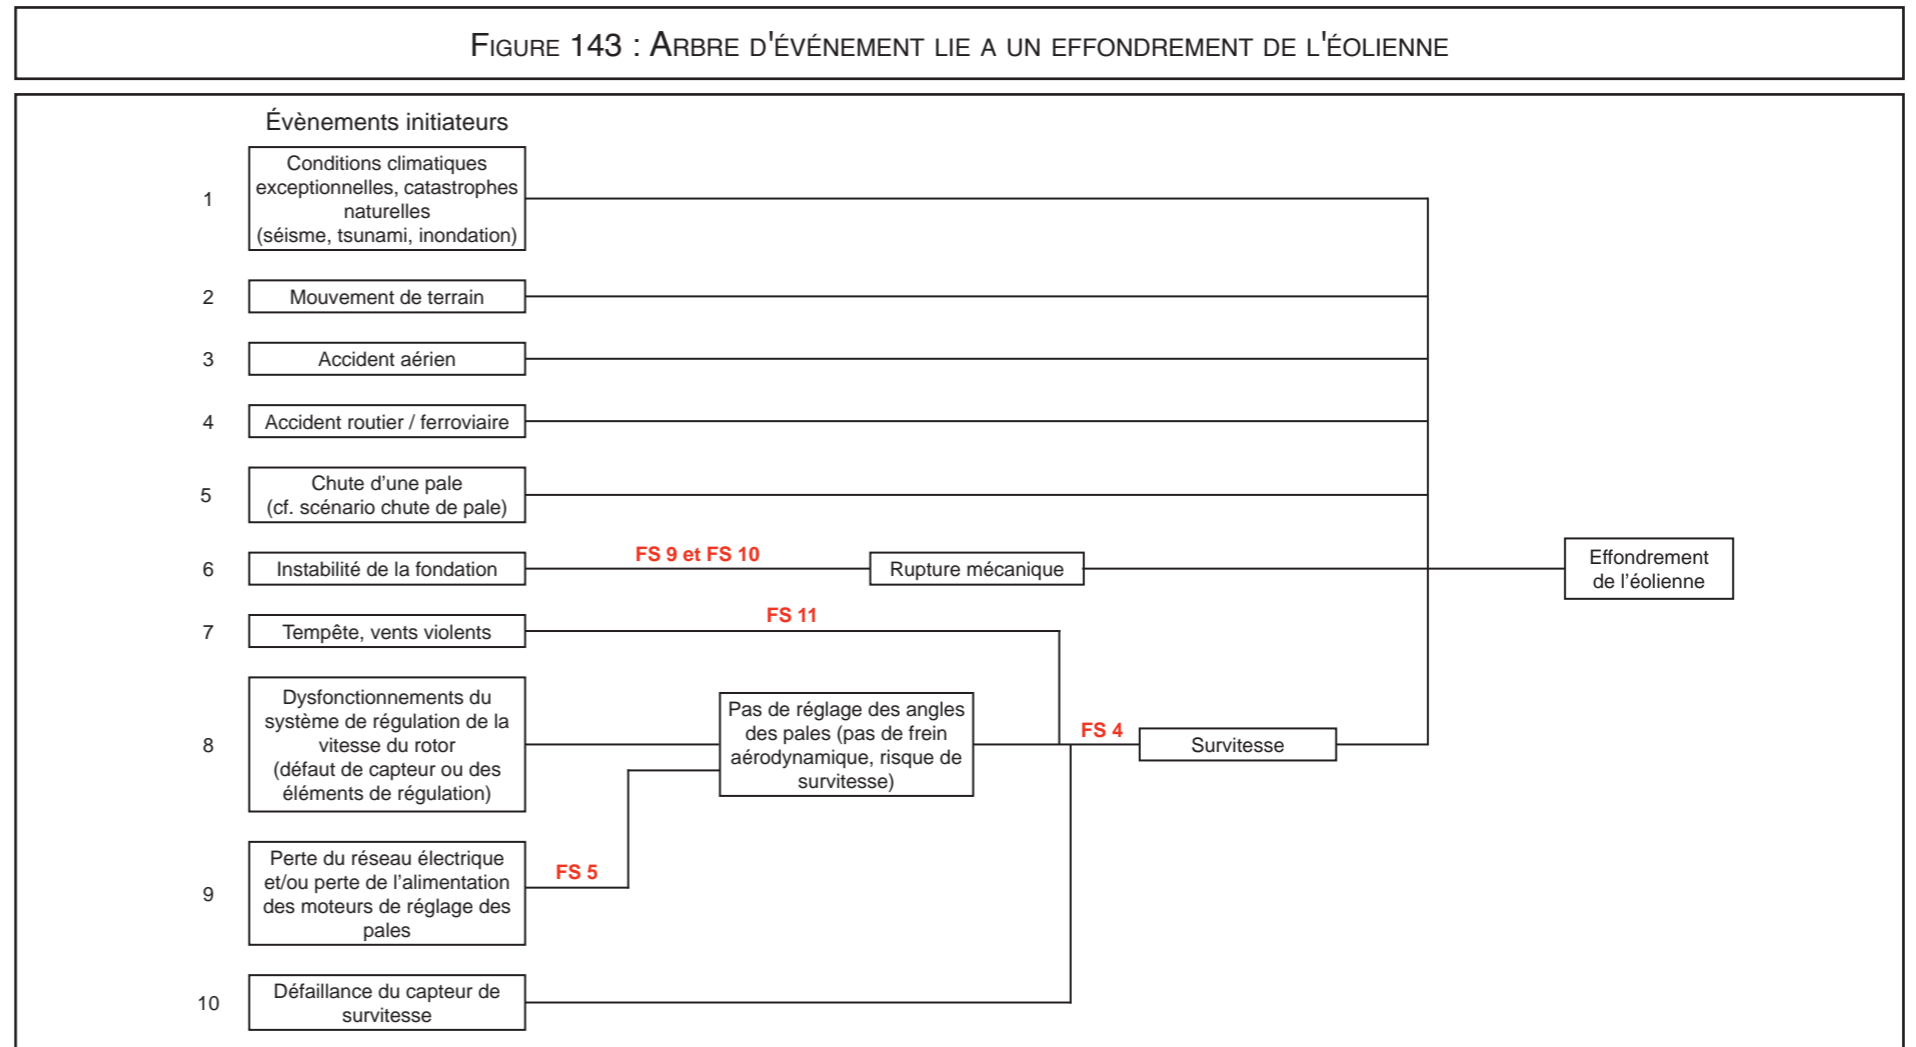 FIGURE 143 : ARBRE D'ÉVÉNEMENT LIE A UN EFFONDREMENT DE L'ÉOLIENNE
Évènements initiateurs
1
Conditions climatiques
exceptionnelles, catastrophes
naturelles
(séisme, tsunami, inondation)
2
Mouvement de terrain
3
Accident aérien
4
Accident routier / ferroviaire
5
Chute d’une pale
(cf. scénario chute de pale)
6
Instabilité de la fondation
FS 9 et FS 10
Rupture mécanique
Effondrement
de l’éolienne
7
Tempête, vents violents
FS 11
8
Dysfonctionnements du
système de régulation de la
vitesse du rotor
(défaut de capteur ou des
éléments de régulation)
Pas de réglage des angles
des pales (pas de frein
aérodynamique, risque de
survitesse)
FS 4
Survitesse
9
Perte du réseau électrique
et/ou perte de l’alimentation
des moteurs de réglage des
pales
FS 5
10
Défaillance du capteur de
survitesse